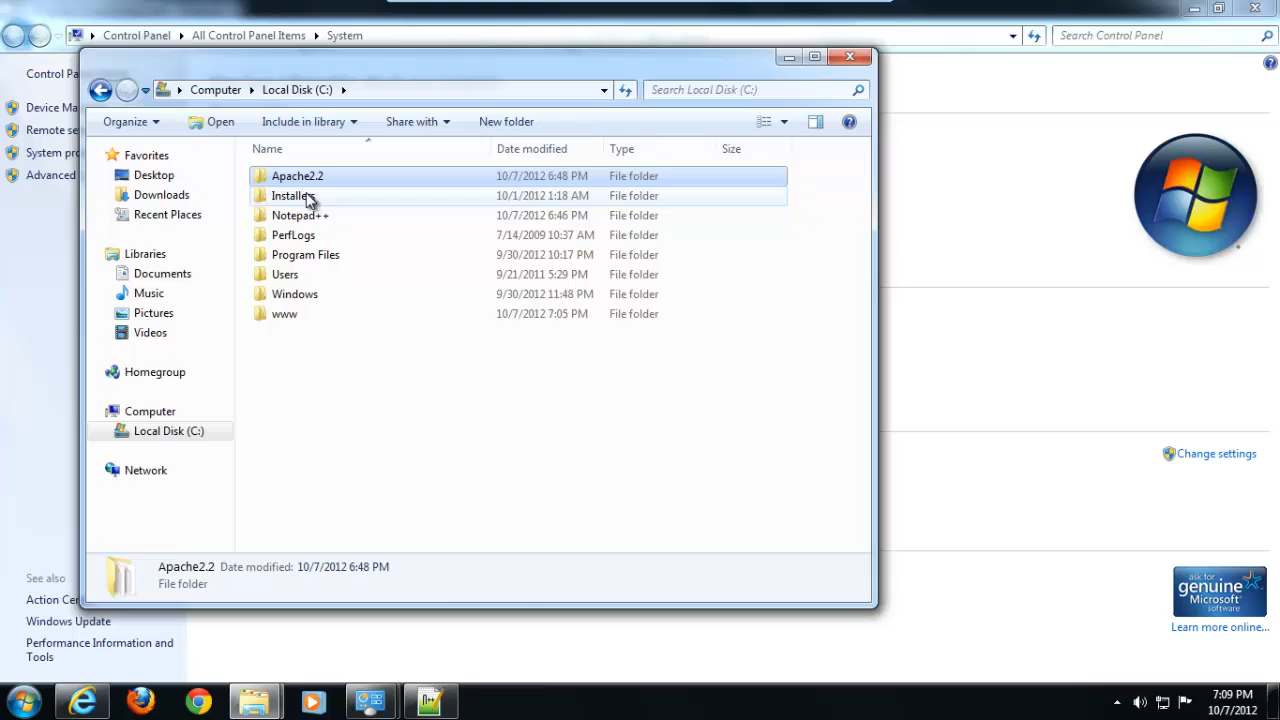 Control Panel All Control Panel Items System Search Control Panel
Computer Local Disk (C:) Search Local Disk (C:)
Organize Open Include in library Share with New folder
Name Date modified Type Size
Favorites
Desktop
Downloads
Recent Places
Libraries
Documents
Music
Pictures
Videos
Homegroup
Computer
Local Disk (C:)
Network
Apache2.2 10/7/2012 6:48 PM File folder
10/1/2012 1:18 AM File folder
Notepad++ 10/7/2012 6:46 PM File folder
PerfLogs 7/14/2009 10:37 AM File folder
Program Files 9/30/2012 10:17 PM File folder
Users 9/21/2011 5:29 PM File folder
Windows 9/30/2012 11:48 PM File folder
www 10/7/2012 7:05 PM File folder
Apache2.2 Date modified: 10/7/2012 6:48 PM
File folder
Control Pa
Device Ma
Remote se
System pro
Advanced
See also
Action Cen
Windows Update
Performance Information and
Tools
Change settings
ask for
genuine
Microsoft
software
Learn more online...
7:09 PM
10/7/2012